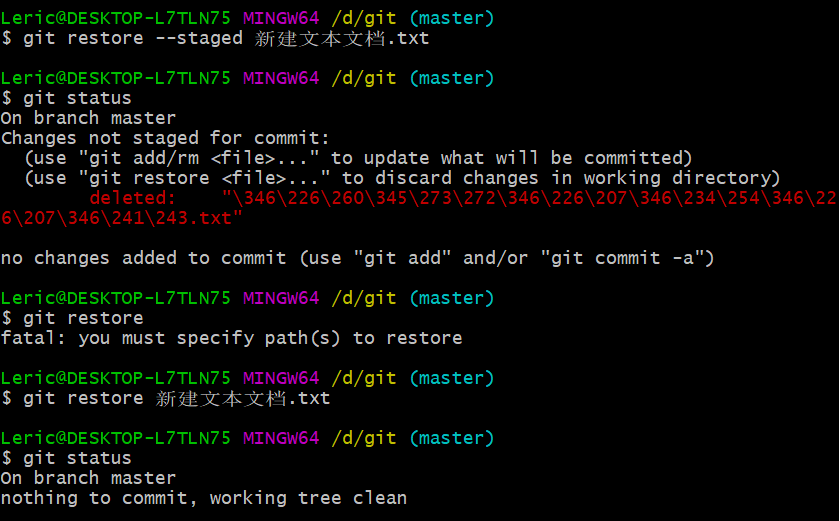 Leric@DESKTOP-L7TLN75 MINGW64 /d/git (master)
$ git restore --staged 新建文本文档.txt
Leric@DESKTOP-L7TLN75 MINGW64 /d/git (master)
$ git status
On branch master
Changes not staged for commit:
  (use "git add/rm <file>..." to update what will be committed)
  (use "git restore <file>..." to discard changes in working directory)
        deleted:    "\346\226\260\345\273\272\346\226\207\346\234\254\346\22
6\207\346\241\243.txt"
no changes added to commit (use "git add" and/or "git commit -a")
Leric@DESKTOP-L7TLN75 MINGW64 /d/git (master)
$ git restore
fatal: you must specify path(s) to restore
Leric@DESKTOP-L7TLN75 MINGW64 /d/git (master)
$ git restore 新建文本文档.txt
Leric@DESKTOP-L7TLN75 MINGW64 /d/git (master)
$ git status
On branch master
nothing to commit, working tree clean